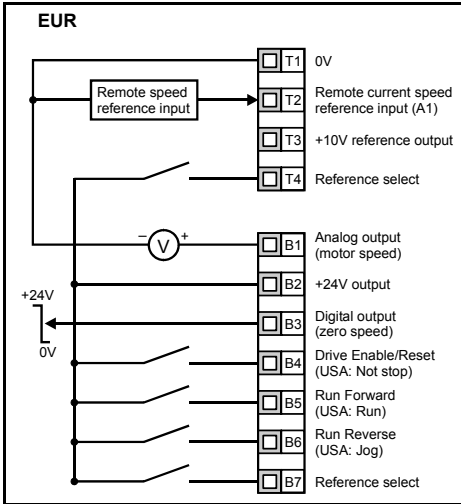 EUR
T1 0V
Remote speed
reference input
T2 Remote current speed
reference input (A1)
T3 +10V reference output
T4 Reference select
– V +
B1 Analog output
(motor speed)
B2 +24V output
+24V
0V
B3 Digital output
(zero speed)
B4 Drive Enable/Reset
(USA: Not stop)
B5 Run Forward
(USA: Run)
B6 Run Reverse
(USA: Jog)
B7 Reference select